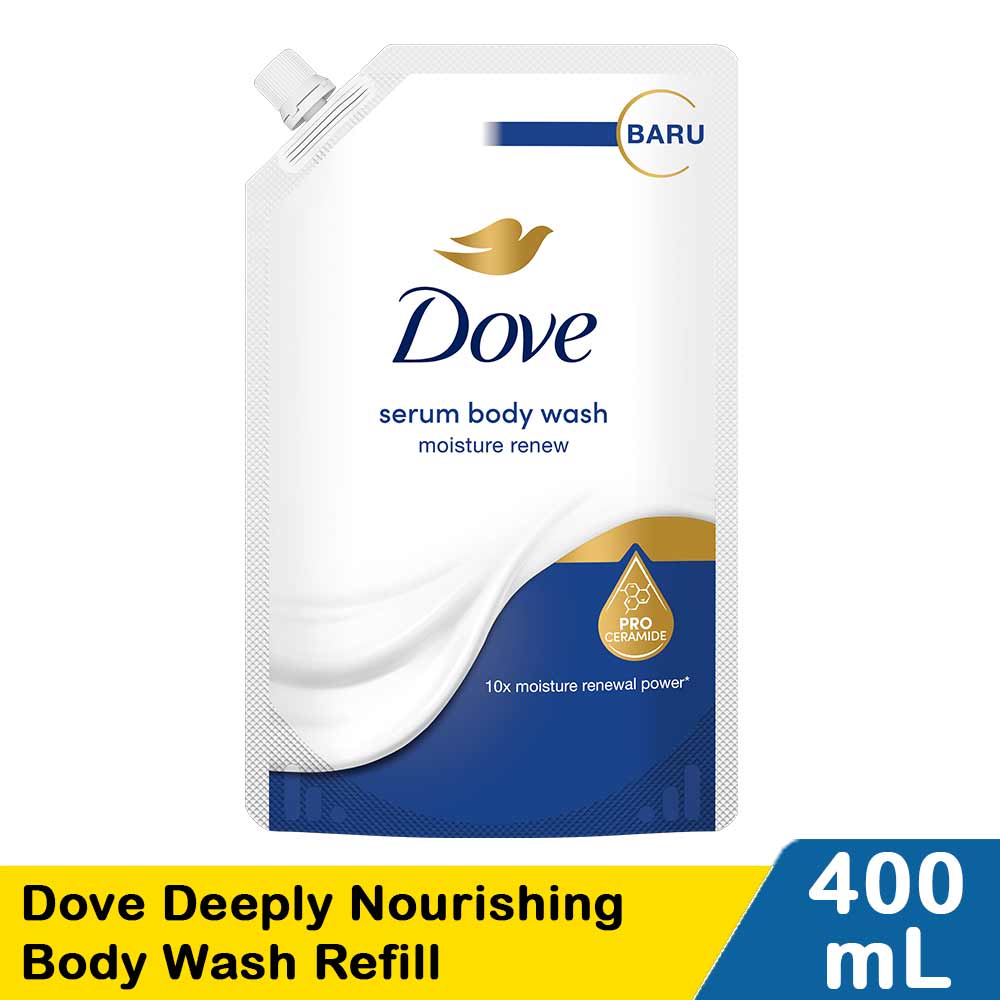 BARU
Dove
serum body wash
moisture renew
PRO
CERAMIDE
10x moisture renewal power*
Dove Deeply Nourishing
Body Wash Refill
400
mL